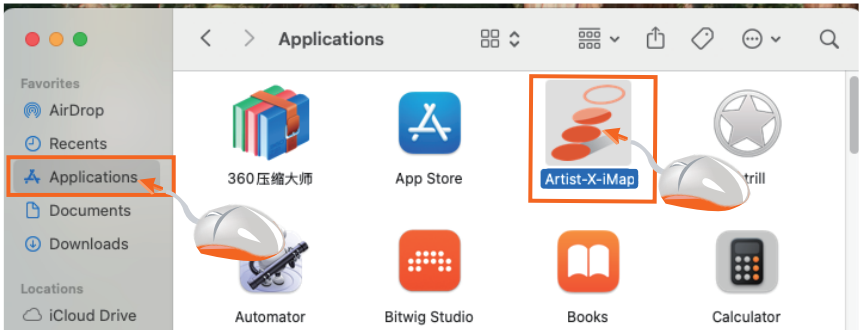 Applications
Favorites
AirDrop
Recents
Applications
Documents
Downloads
Locations
iCloud Drive
360压缩大师
App Store
Artist-X-iMap
Automator
Bitwig Studio
Books
Calculator